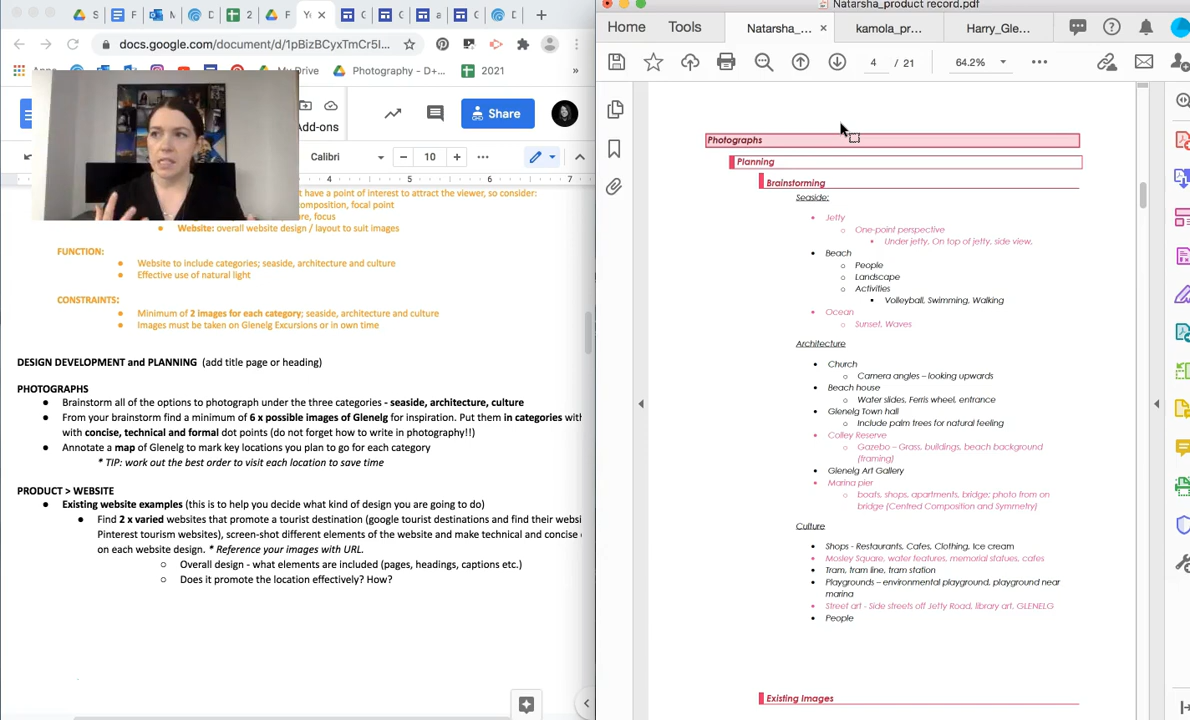 S
F
M
D
2
F
Yo
G
G
a
G
D
docs.google.com/document/d/1pBizBCyxTmCr5I...
My Drive
Photography - D+...
2021
»
Add-ons
Share
Calibri
10
4
5
6
7
t have a point of interest to attract the viewer, so consider:
omposition, focal point
re, focus
Website: overall website design / layout to suit images
FUNCTION:
Website to include categories; seaside, architecture and culture
Effective use of natural light
CONSTRAINTS:
Minimum of 2 images for each category; seaside, architecture and culture
Images must be taken on Glenelg Excursions or in own time
DESIGN DEVELOPMENT and PLANNING (add title page or heading)
PHOTOGRAPHS
● Brainstorm all of the options to photograph under the three categories - seaside, architecture, culture
● From your brainstorm find a minimum of 6 x possible images of Glenelg for inspiration. Put them in categories with
with concise, technical and formal dot points (do not forget how to write in photography!!)
● Annotate a map of Glenelg to mark key locations you plan to go for each category
* TIP: work out the best order to visit each location to save time
PRODUCT > WEBSITE
● Existing website examples (this is to help you decide what kind of design you are going to do)
● Find 2 x varied websites that promote a tourist destination (google tourist destinations and find their websi
Pinterest tourism websites), screen-shot different elements of the website and make technical and concise
on each website design. * Reference your images with URL.
○ Overall design - what elements are included (pages, headings, captions etc.)
○ Does it promote the location effectively? How?
Natarsha_product record.pdf
Home
Tools
Natarsha_...
kamola_pr...
Harry_Gle...
4 / 21
64.2%
Photographs
Planning
Brainstorming
Seaside:
Jetty
One-point perspective
Under jetty, On top of jetty, side view,
Beach
People
Landscape
Activities
Volleyball, Swimming, Walking
Ocean
Sunset, Waves
Architecture
Church
Camera angles – looking upwards
Beach house
Water slides, Ferris wheel, entrance
Glenelg Town hall
Include palm trees for natural feeling
Colley Reserve
Gazebo – Grass, buildings, beach background
(framing)
Glenelg Art Gallery
Marina pier
boats, shops, apartments, bridge; photo from on
bridge (Centred Composition and Symmetry)
Culture
Shops - Restaurants, Cafes, Clothing, Ice cream
Mosley Square, water features, memorial statues, cafes
Tram, tram line, tram station
Playgrounds – environmental playground, playground near
marina
Street art - Side streets off Jetty Road, library art, GLENELG
People
Existing Images